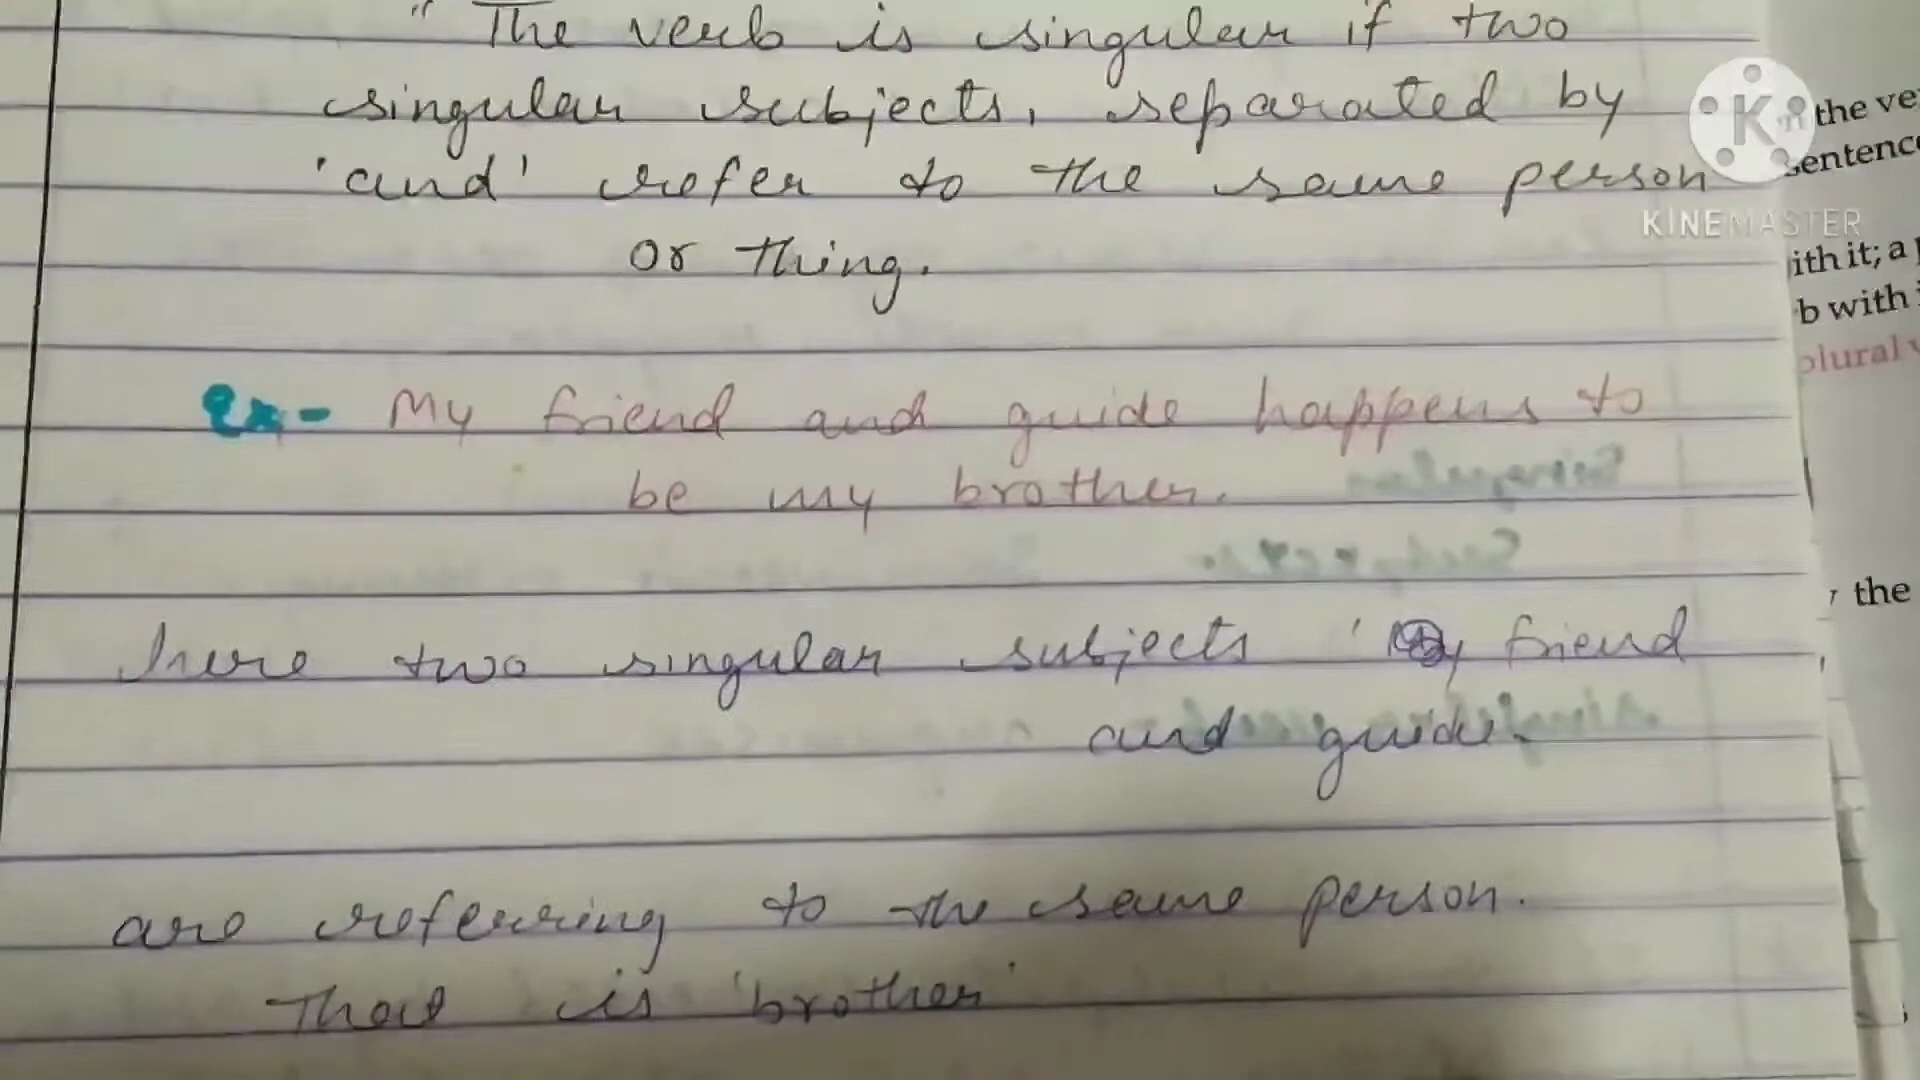 " The verb is singular if two
singular subjects, separated by
'and' refer to the same person
or thing.
Ex- My friend and guide happens to
be my brother.
here two singular subjects ' friend
and guide.
are referring to the same person.
That is 'brother'
KINEMASTER
the ve
sentence
ith it; a
b with
plural v
the